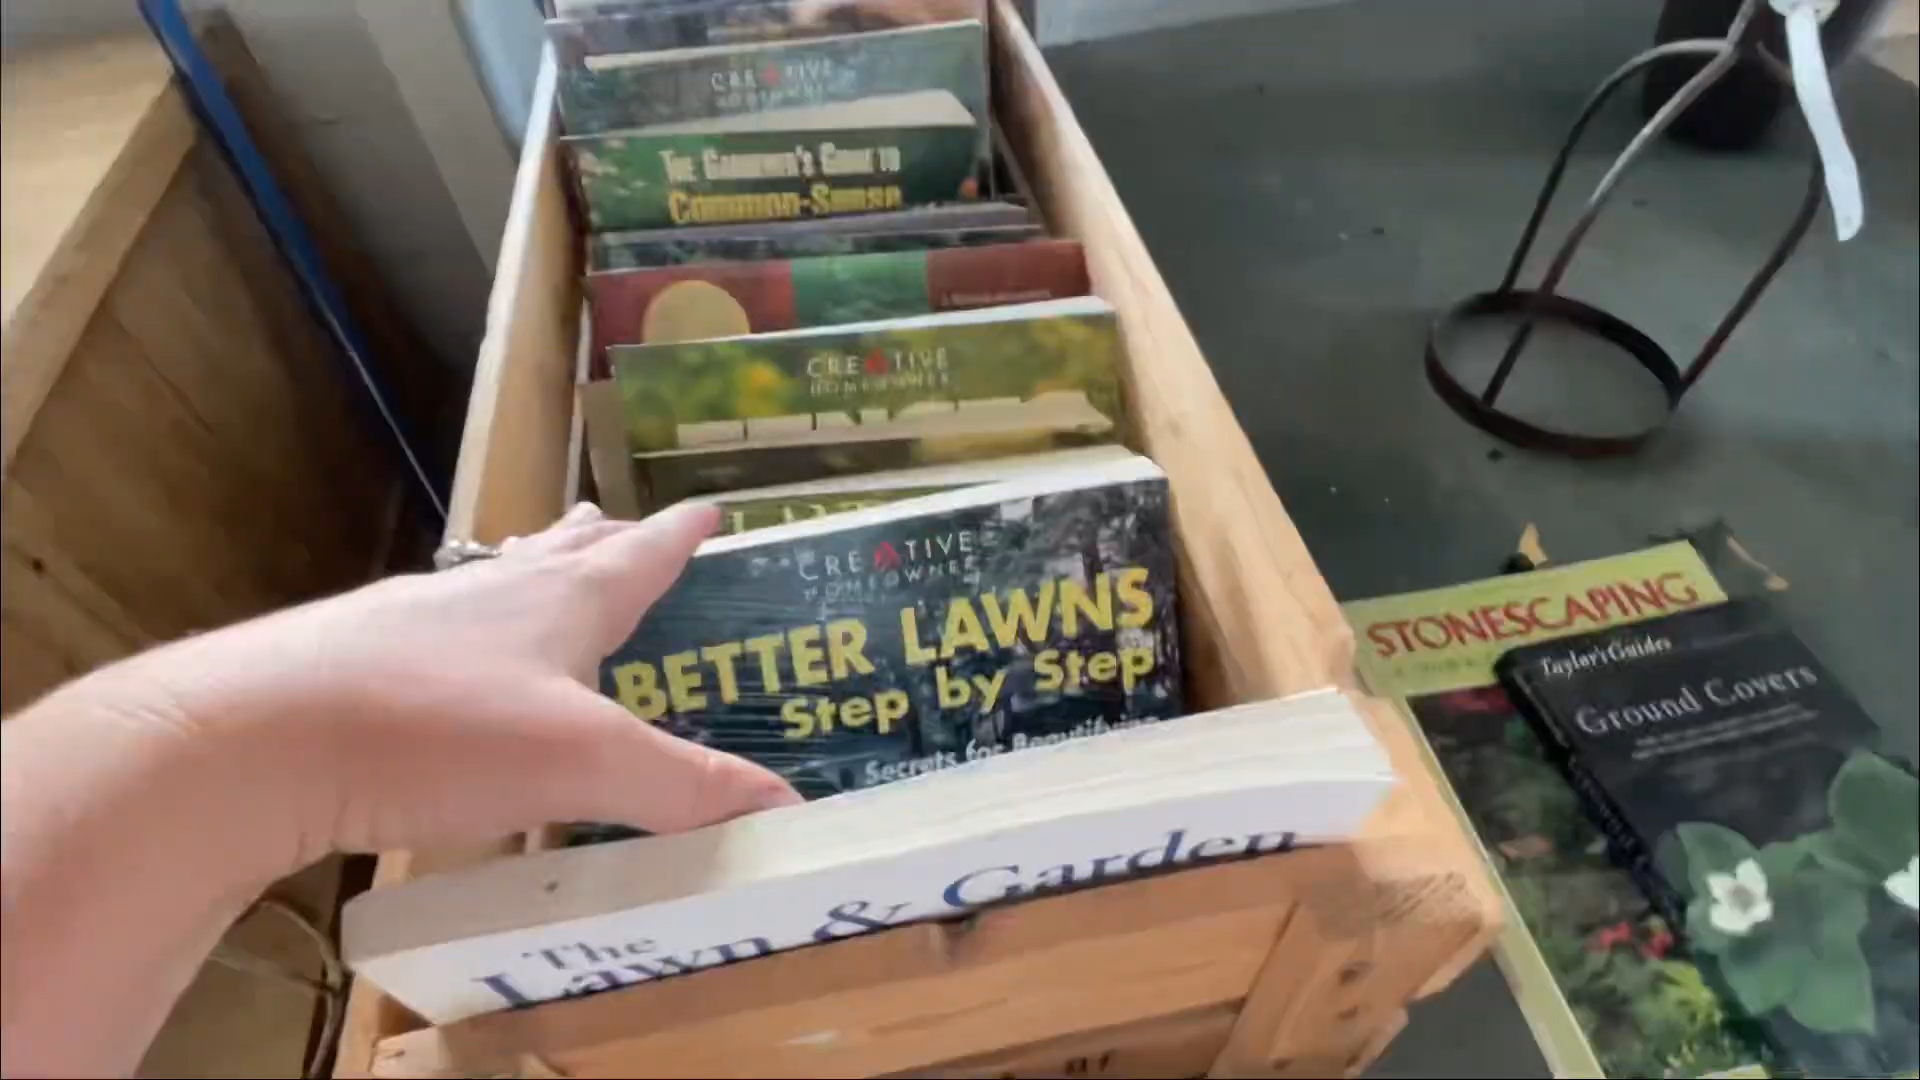 CREATIVE
HOMEOWNER
THE GARDENER'S GUIDE TO
COMMON-SENSE
CREATIVE
HOMEOWNER
CREATIVE
HOMEOWNER
BETTER LAWNS
Step by Step
Secrets for Beautifying
The
Lawn & Garden
STONESCAPING
Taylor's Guides
Ground Covers